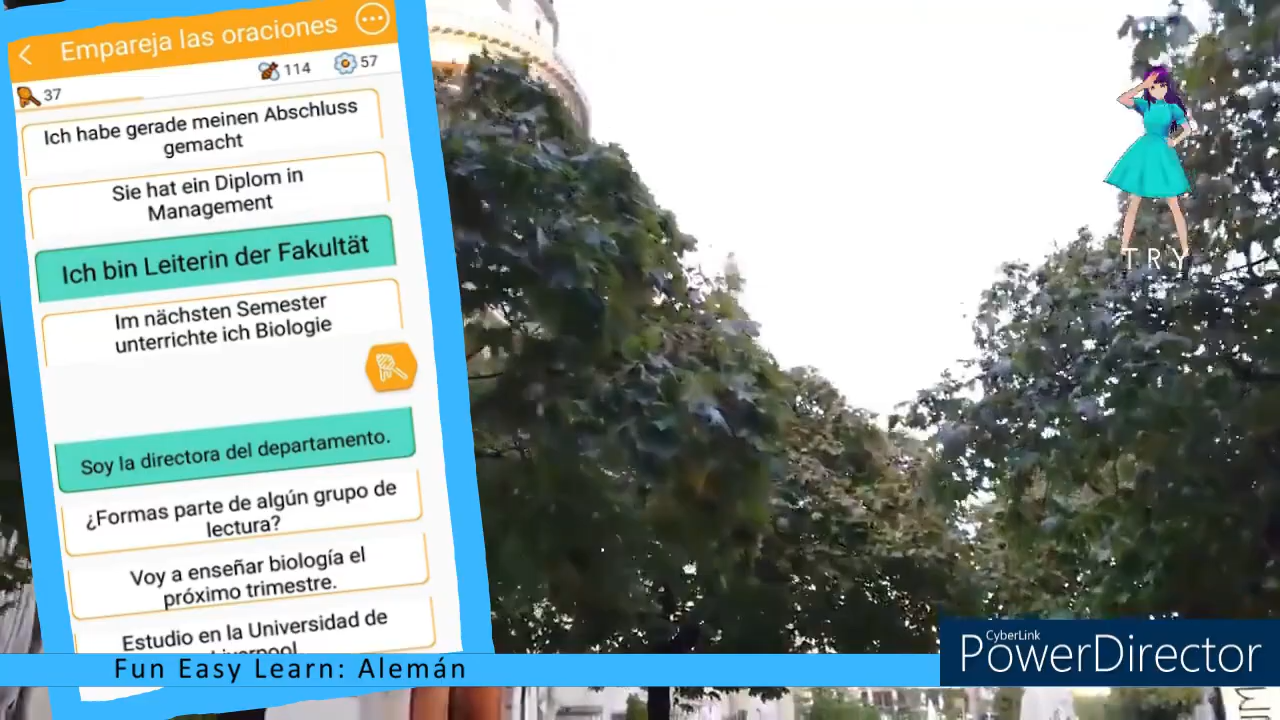 Empareja las oraciones
37
114
57
Ich habe gerade meinen Abschluss
gemacht
Sie hat ein Diplom in
Management
Ich bin Leiterin der Fakultät
Im nächsten Semester
unterrichte ich Biologie
Soy la directora del departamento.
¿Formas parte de algún grupo de
lectura?
Voy a enseñar biología el
próximo trimestre.
Estudio en la Universidad de
TRY
Fun Easy Learn: Alemán
CyberLink
PowerDirector